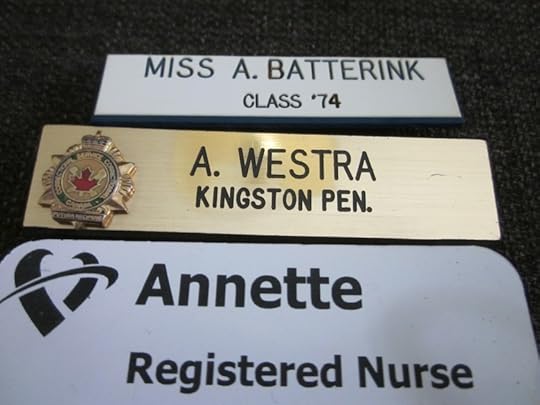 MISS A. BATTERINK
CLASS '74
A. WESTRA
KINGSTON PEN.
Annette
Registered Nurse